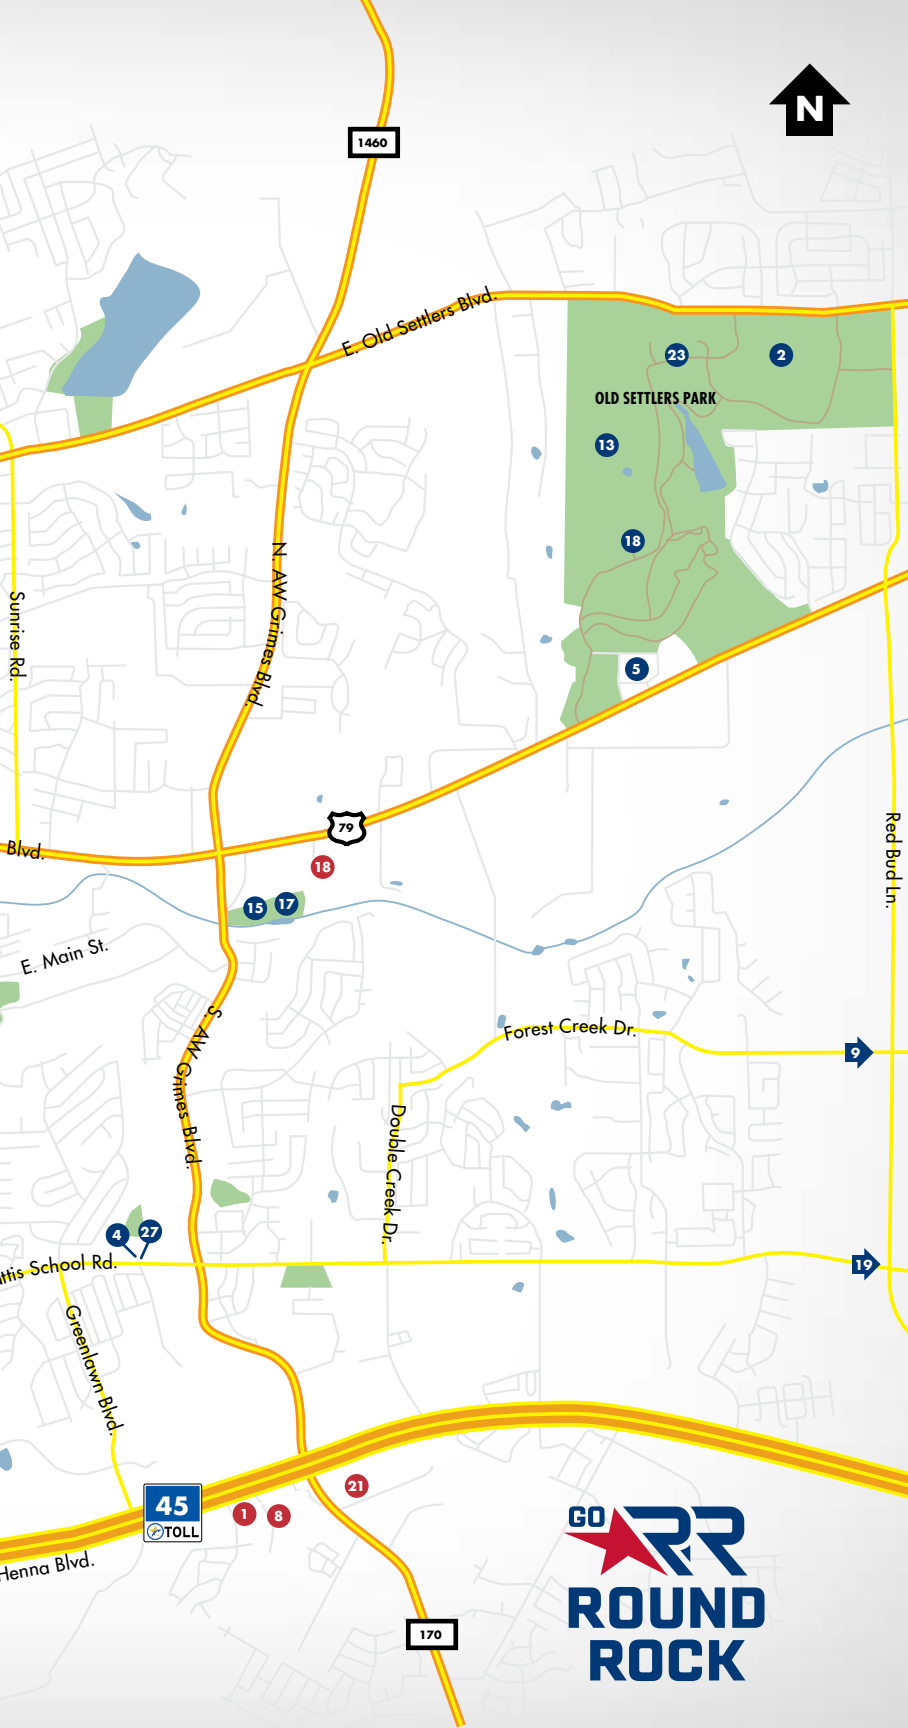 N
1460
E. Old Settlers Blvd.
23
2
OLD SETTLERS PARK
13
18
N. AW Grimes Blvd.
Sunrise Rd.
5
79
Blvd.
18
Red Bud Ln.
15
17
E. Main St.
S. AW Grimes Blvd.
Forest Creek Dr.
9
Double Creek Dr.
4
27
ttis School Rd.
19
Greenlawn Blvd.
21
45
TOLL
1
8
Henna Blvd.
GO RR
ROUND
ROCK
170